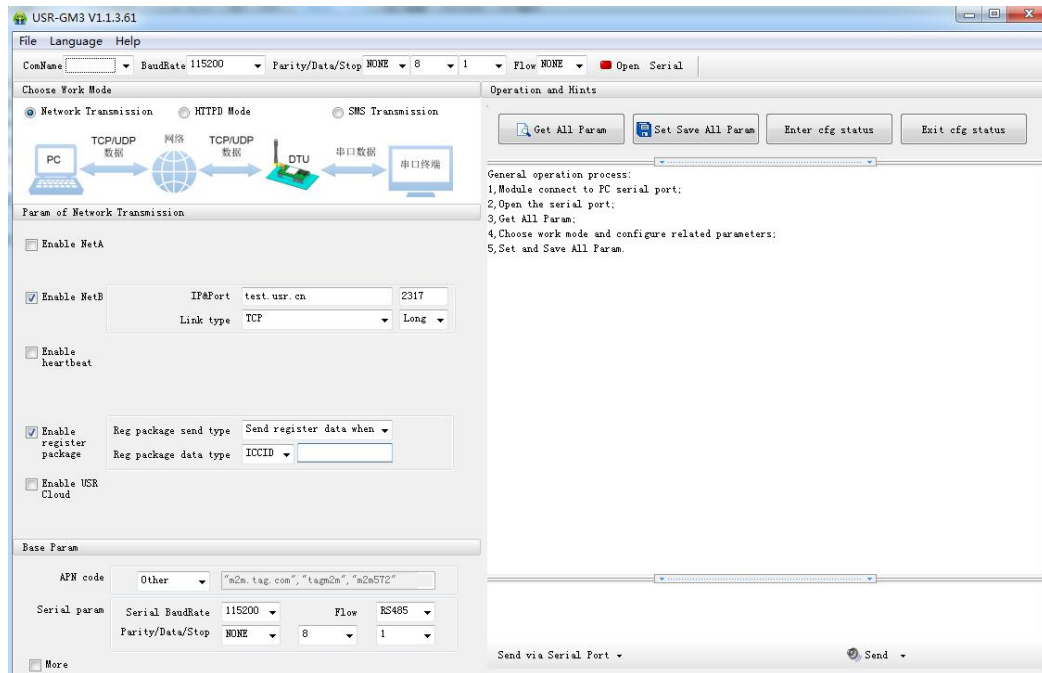 USR-GM3 V1.1.3.61
File Language Help
ComName BaudRate 115200 Parity/Data/Stop NONE 8 1 Flow NONE Open Serial
Choose Work Mode
Network Transmission HTTPD Mode SMS Transmission
PC TCP/UDP 数据 网络 TCP/UDP 数据 DTU 串口数据 串口终端
Param of Network Transmission
Enable NetA
Enable NetB IP&Port test.usr.cn 2317
Link type TCP Long
Enable
heartbeat
Enable
register
package
Reg package send type Send register data when
Reg package data type ICCID
Enable USR
Cloud
Base Param
APN code Other "m2m.tag.com","tagm2m","m2m572"
Serial param Serial BaudRate 115200 Flow RS485
Parity/Data/Stop NONE 8 1
More
Operation and Hints
Get All Param Set Save All Param Enter cfg status Exit cfg status
General operation process:
1,Module connect to PC serial port;
2,Open the serial port;
3,Get All Param;
4,Choose work mode and configure related parameters;
5,Set and Save All Param.
Send via Serial Port Send